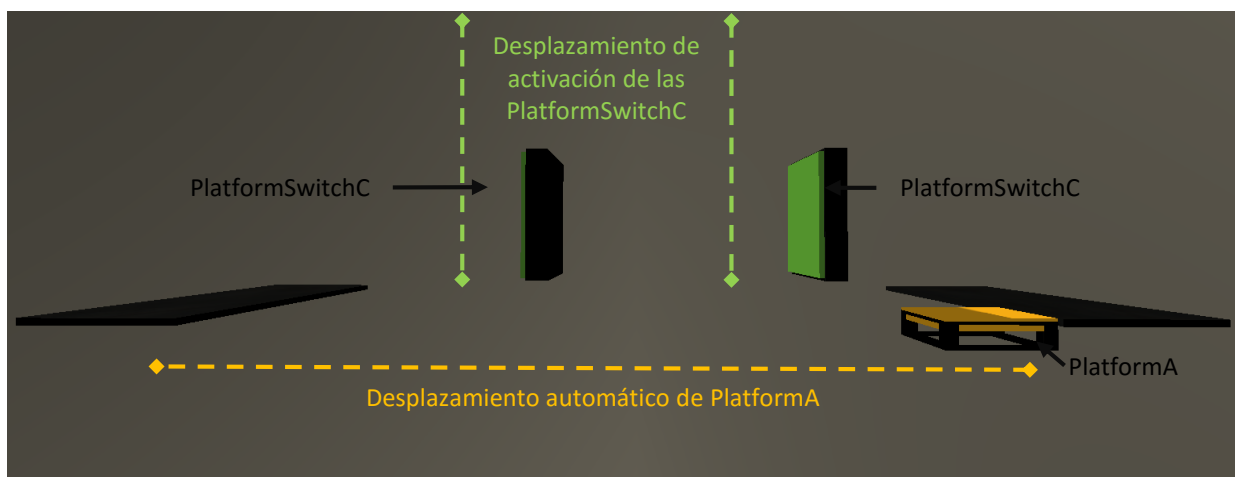 Desplazamiento de
activación de las
PlatformSwitchC
PlatformSwitchC
PlatformSwitchC
PlatformA
Desplazamiento automático de PlatformA